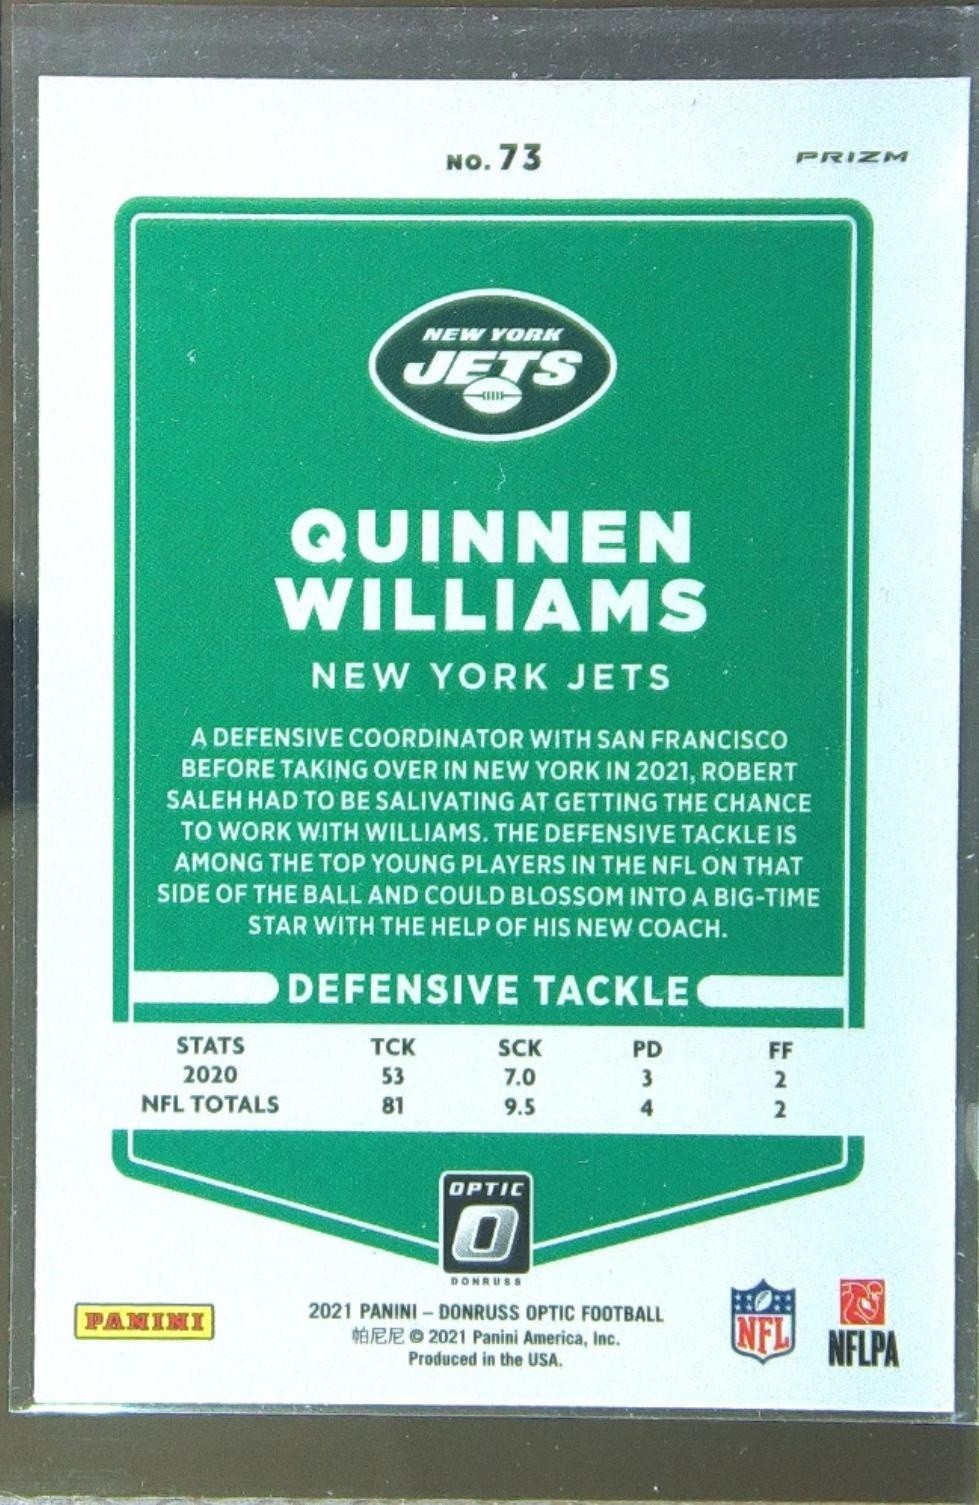 NO. 73
PRIZM
NEW YORK
JETS
QUINNEN
WILLIAMS
NEW YORK JETS
A DEFENSIVE COORDINATOR WITH SAN FRANCISCO
BEFORE TAKING OVER IN NEW YORK IN 2021, ROBERT
SALEH HAD TO BE SALIVATING AT GETTING THE CHANCE
TO WORK WITH WILLIAMS. THE DEFENSIVE TACKLE IS
AMONG THE TOP YOUNG PLAYERS IN THE NFL ON THAT
SIDE OF THE BALL AND COULD BLOSSOM INTO A BIG-TIME
STAR WITH THE HELP OF HIS NEW COACH.
DEFENSIVE TACKLE
STATS TCK SCK PD FF
2020 53 7.0 3 2
NFL TOTALS 81 9.5 4 2
OPTIC
O
DONRUSS
PANINI
2021 PANINI – DONRUSS OPTIC FOOTBALL
帕尼尼 © 2021 Panini America, Inc.
Produced in the USA.
NFL
NFLPA